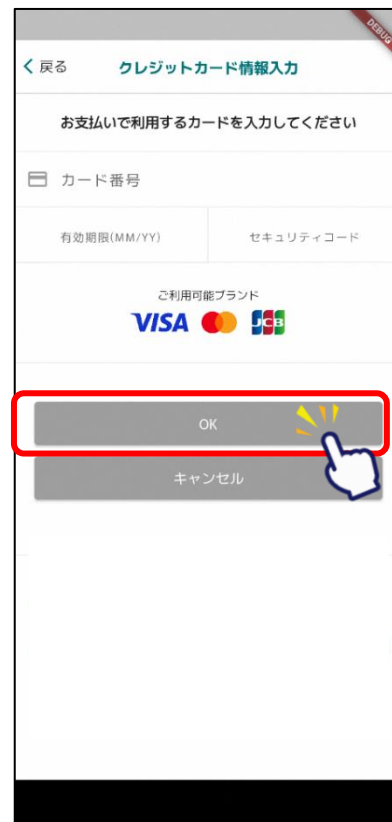 DEBUG
戻る クレジットカード情報入力
お支払いで利用するカードを入力してください
カード番号
有効期限(MM/YY) セキュリティコード
ご利用可能ブランド
VISA JCB
OK
キャンセル